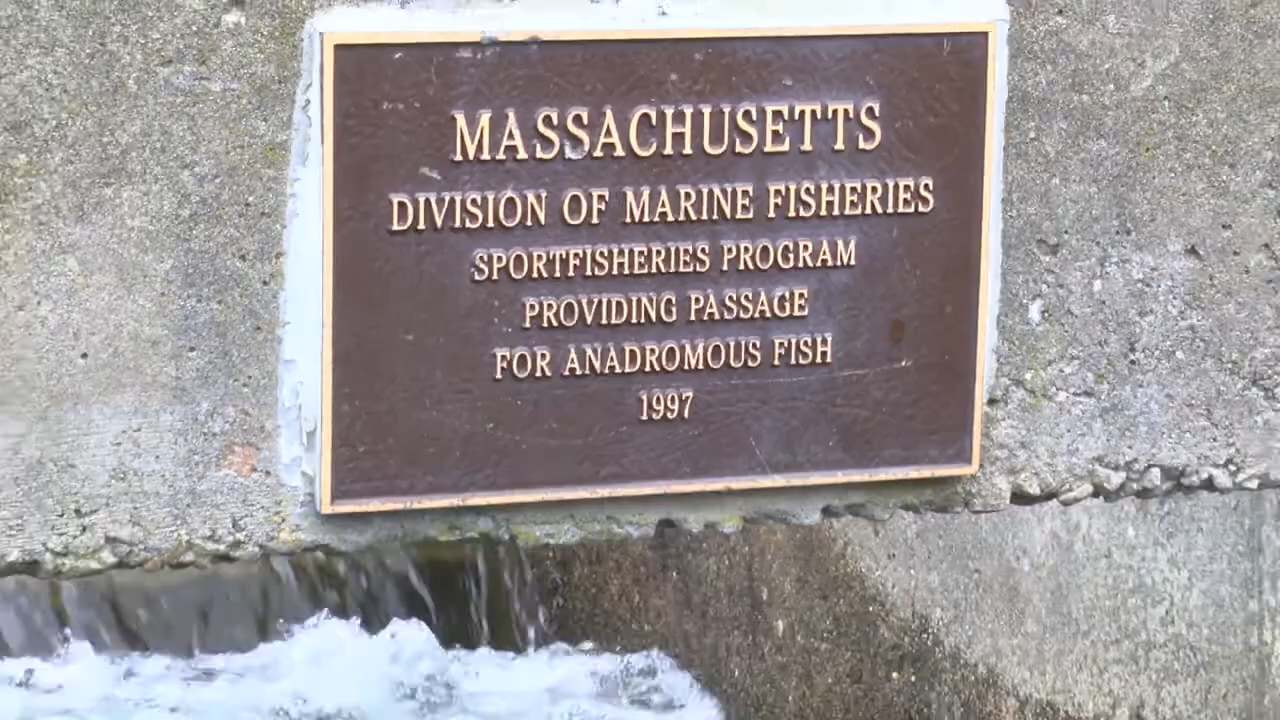 MASSACHUSETTS
DIVISION OF MARINE FISHERIES
SPORTFISHERIES PROGRAM
PROVIDING PASSAGE
FOR ANADROMOUS FISH
1997